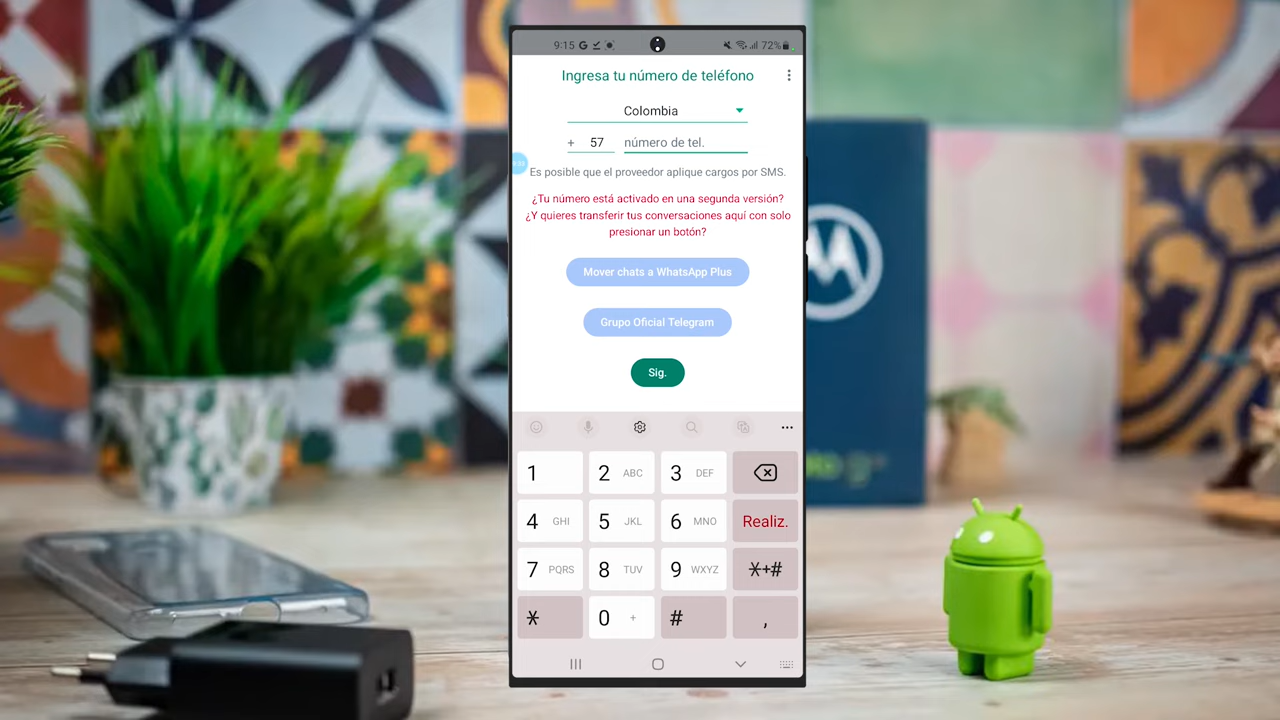 9:15
72%
Ingresa tu número de teléfono
Colombia
+ 57 número de tel.
Es posible que el proveedor aplique cargos por SMS.
¿Tu número está activado en una segunda versión?
¿Y quieres transferir tus conversaciones aquí con solo
presionar un botón?
Mover chats a WhatsApp Plus
Grupo Oficial Telegram
Sig.
1
2 ABC
3 DEF
4 GHI
5 JKL
6 MNO
Realiz.
7 PQRS
8 TUV
9 WXYZ
*+#
*
0 +
#
,